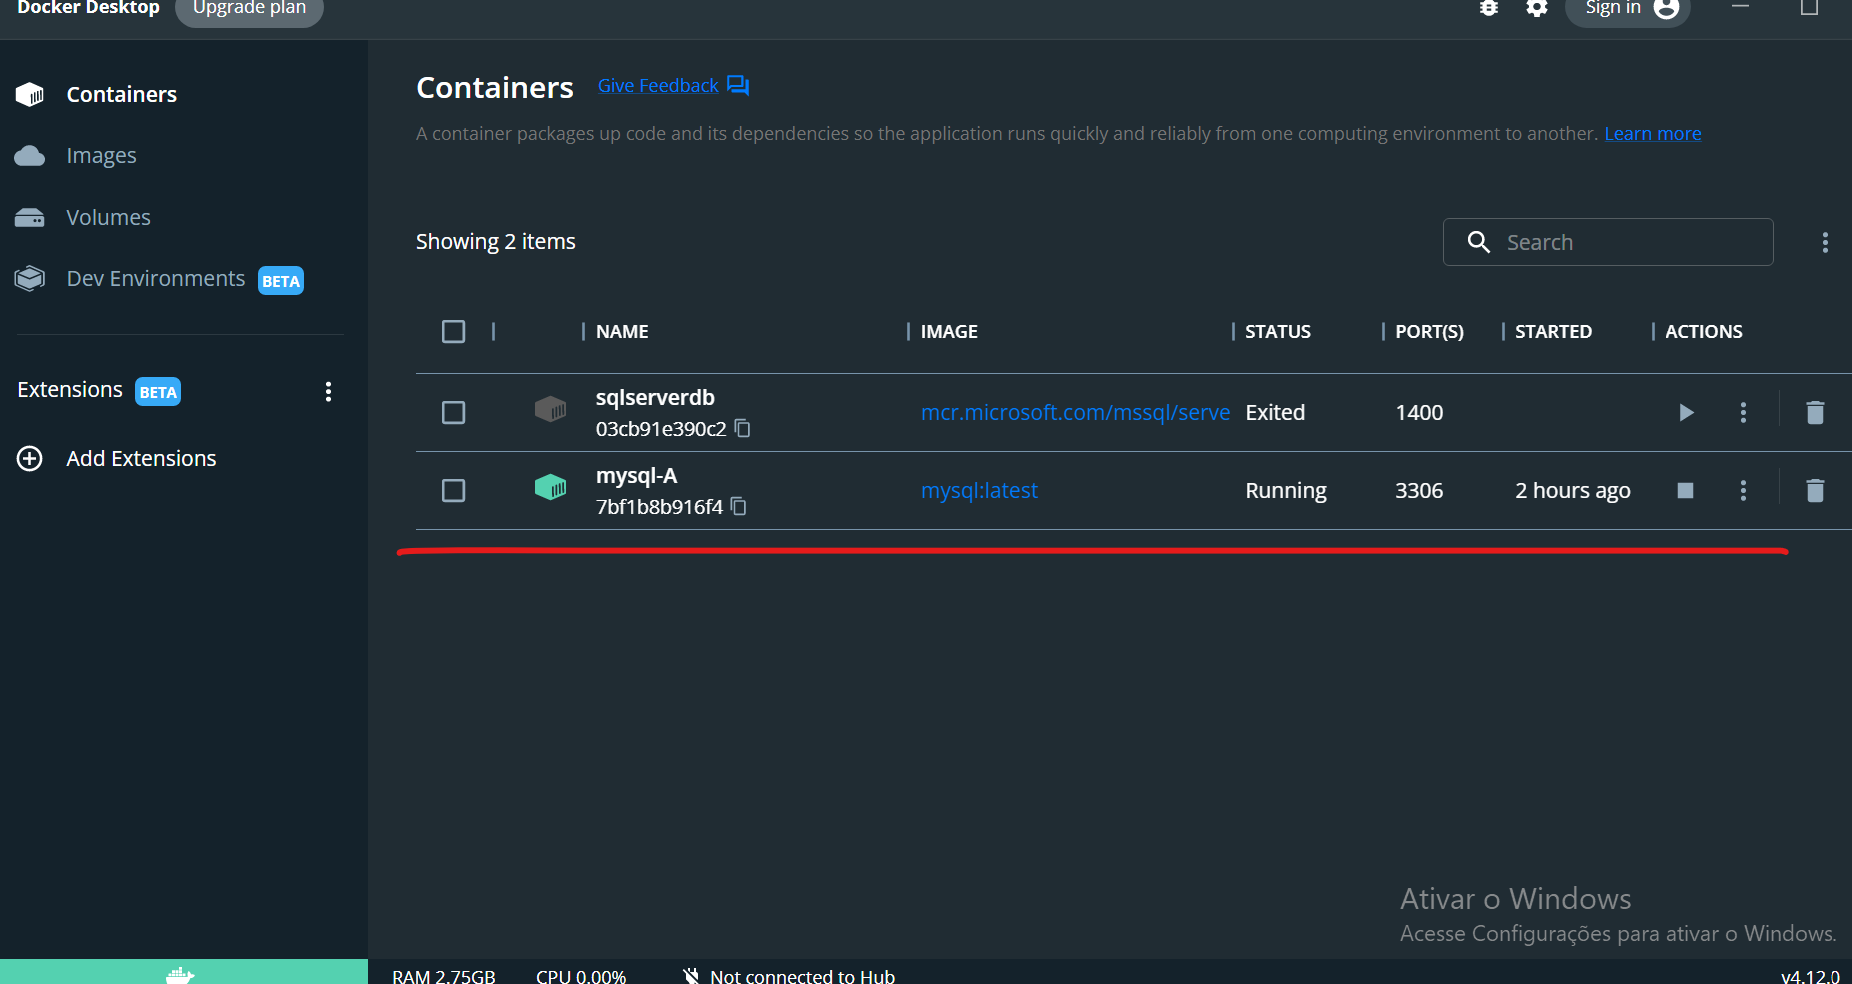 Docker Desktop Upgrade plan Sign in
Containers
Images
Volumes
Dev Environments BETA
Extensions BETA
Add Extensions
Containers Give Feedback
A container packages up code and its dependencies so the application runs quickly and reliably from one computing environment to another. Learn more
Showing 2 items Search
NAME IMAGE STATUS PORT(S) STARTED ACTIONS
sqlserverdb
03cb91e390c2 mcr.microsoft.com/mssql/serve Exited 1400
mysql-A
7bf1b8b916f4 mysql:latest Running 3306 2 hours ago
Ativar o Windows
Acesse Configurações para ativar o Windows.
RAM 2.75GB CPU 0.00% Not connected to Hub v4.12.0